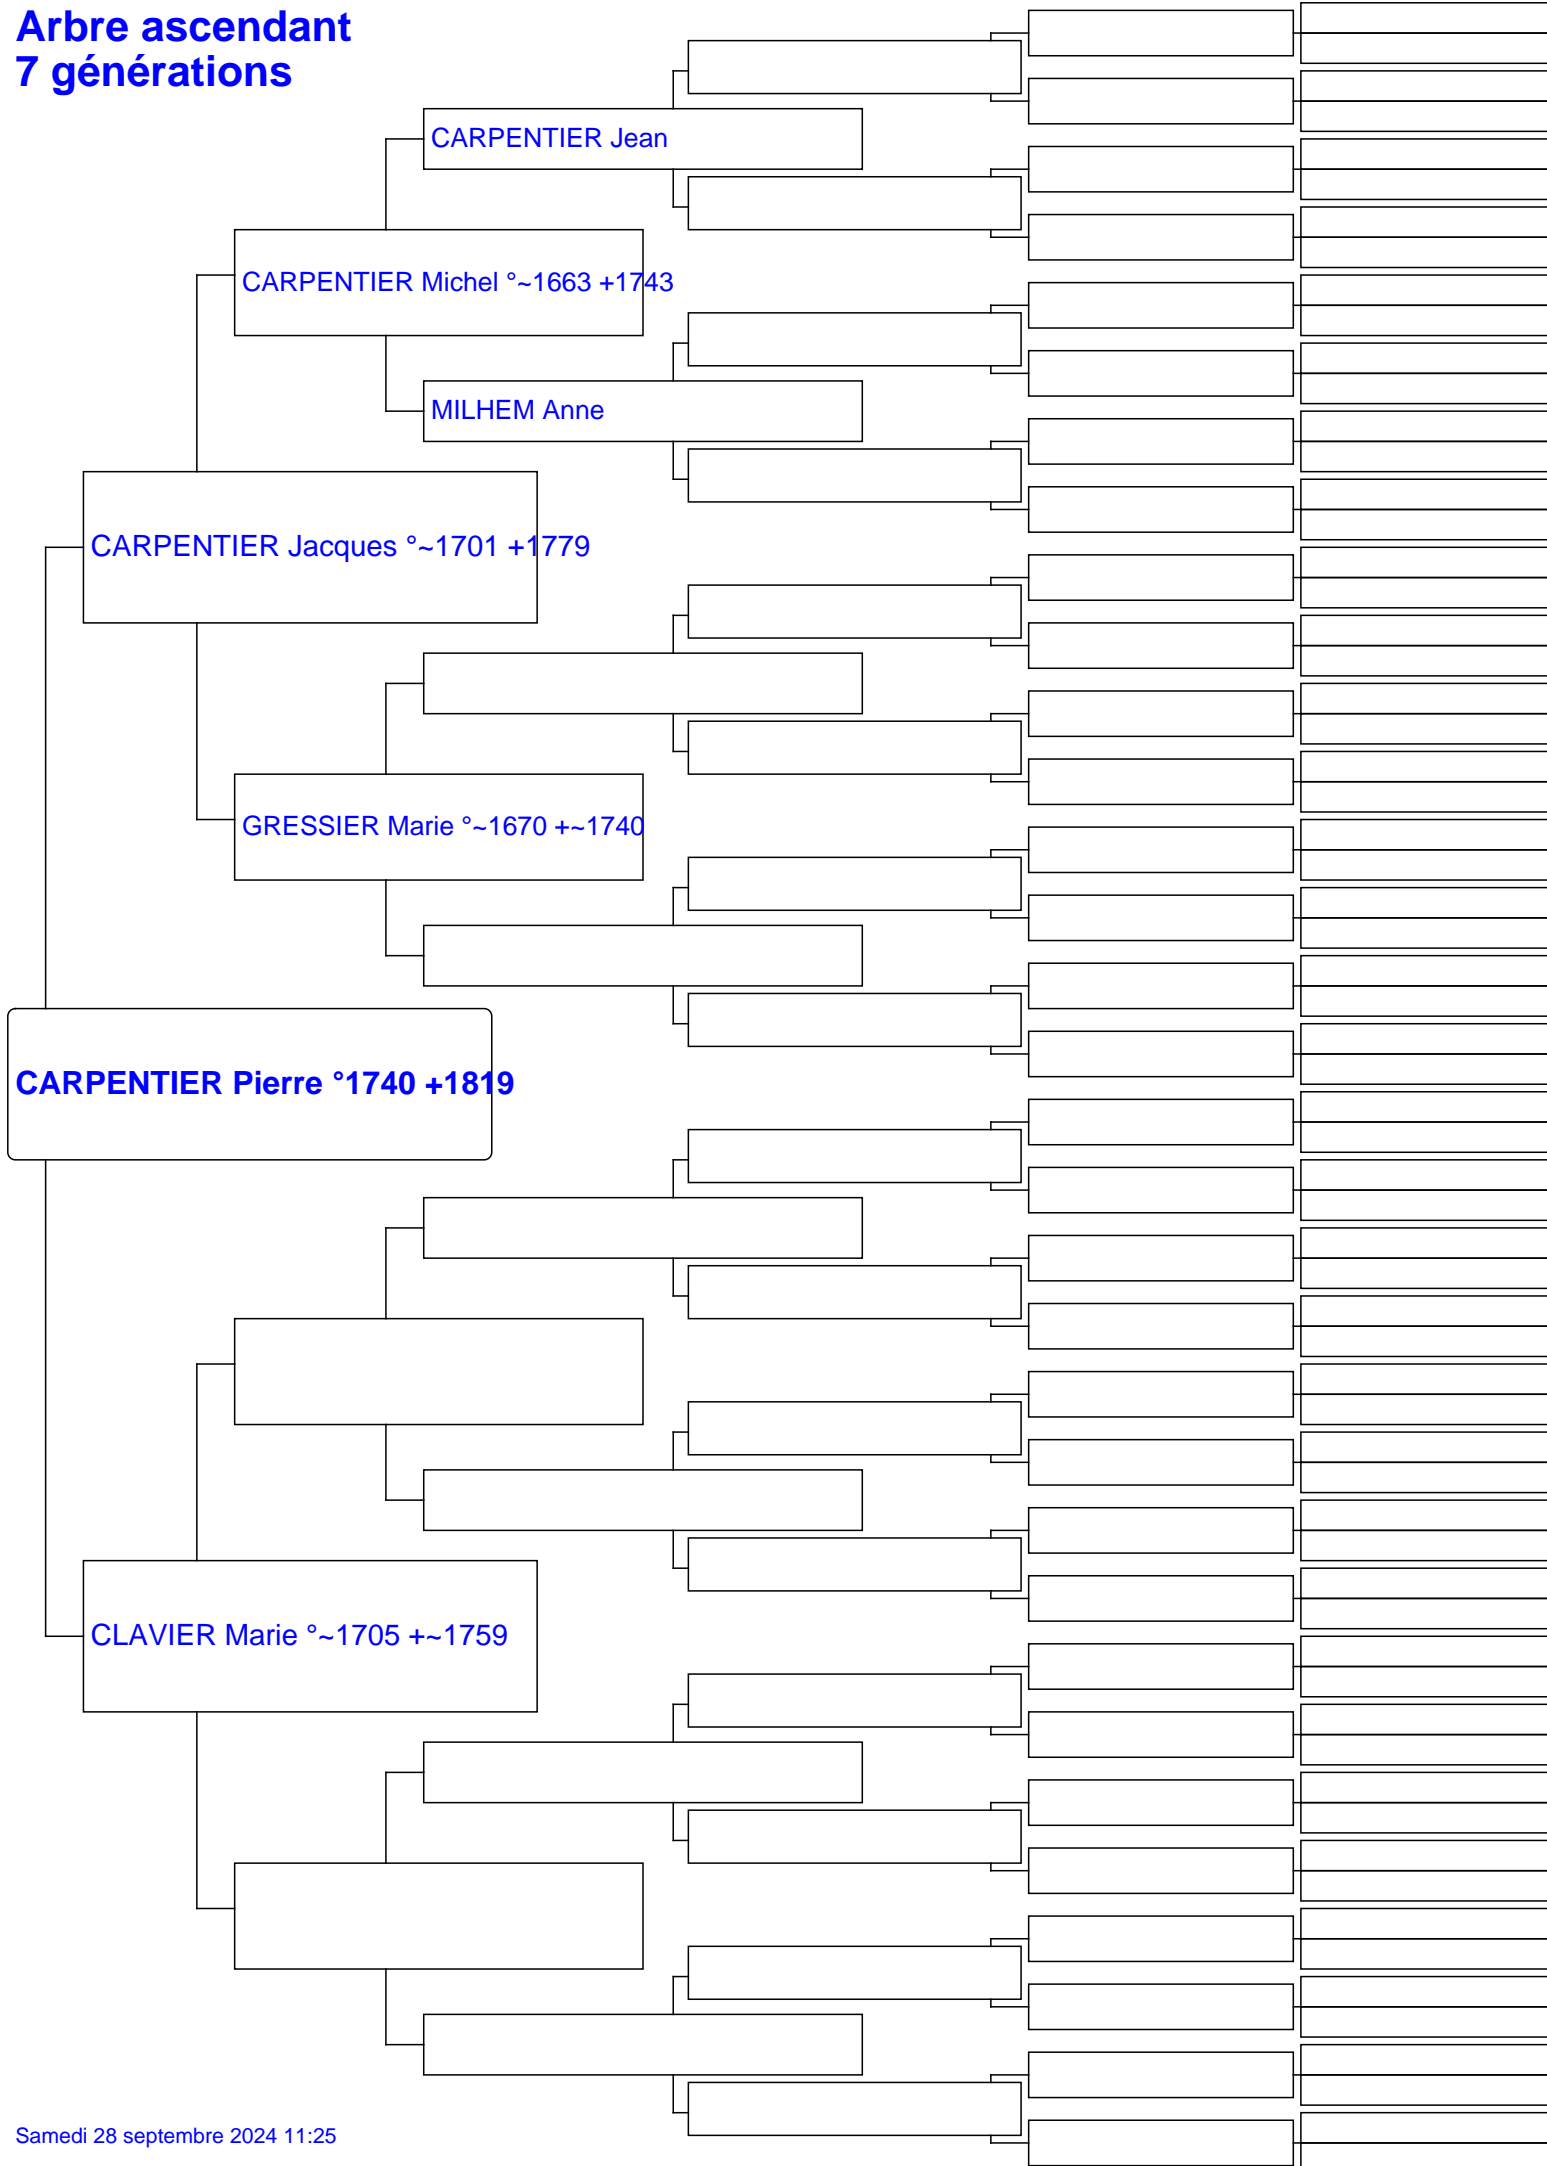 Arbre ascendant
7 générations
CARPENTIER Jean
CARPENTIER Michel °~1663 +1743
MILHEM Anne
CARPENTIER Jacques °~1701 +1779
GRESSIER Marie °~1670 +~1740
CARPENTIER Pierre °1740 +1819
CLAVIER Marie °~1705 +~1759
Samedi 28 septembre 2024 11:25